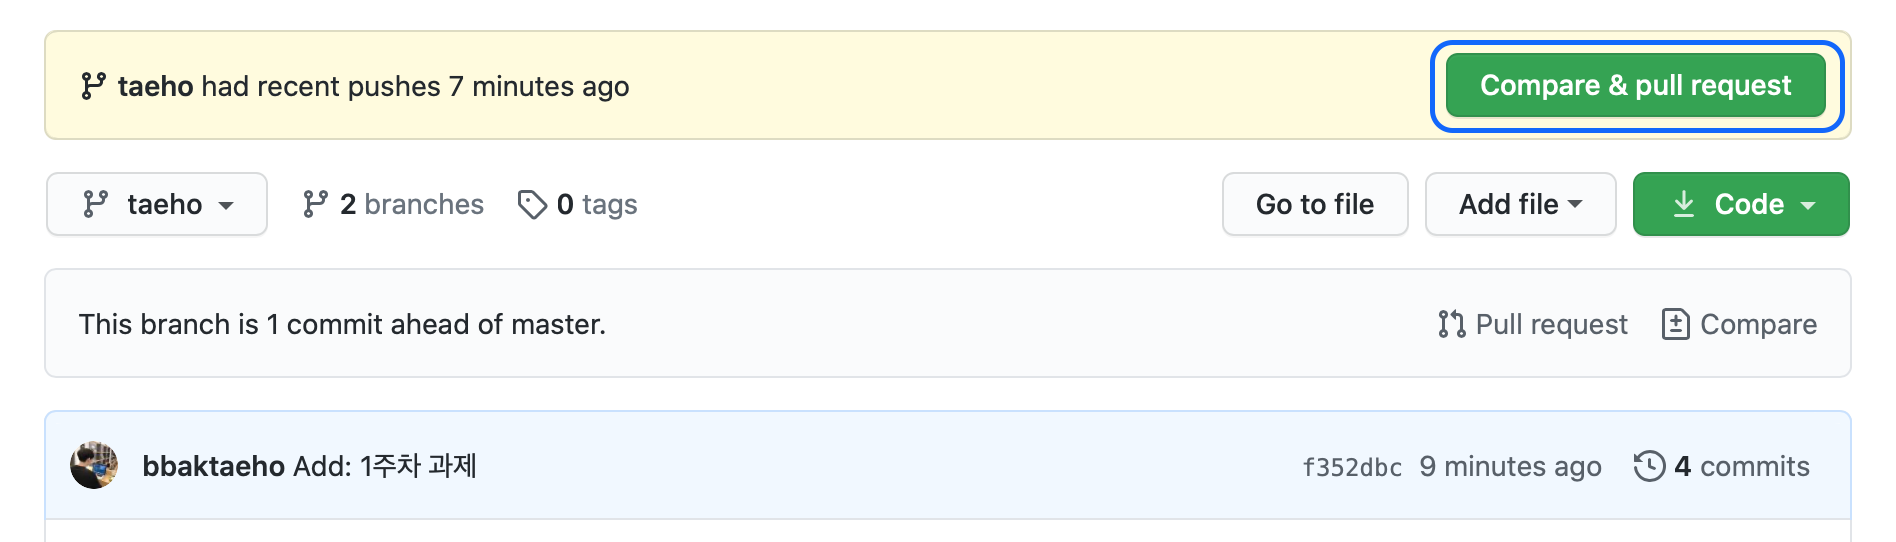 taeho had recent pushes 7 minutes ago
Compare & pull request
taeho
2 branches
0 tags
Go to file
Add file
Code
This branch is 1 commit ahead of master.
Pull request
Compare
bbaktaeho Add: 1주차 과제
f352dbc 9 minutes ago
4 commits